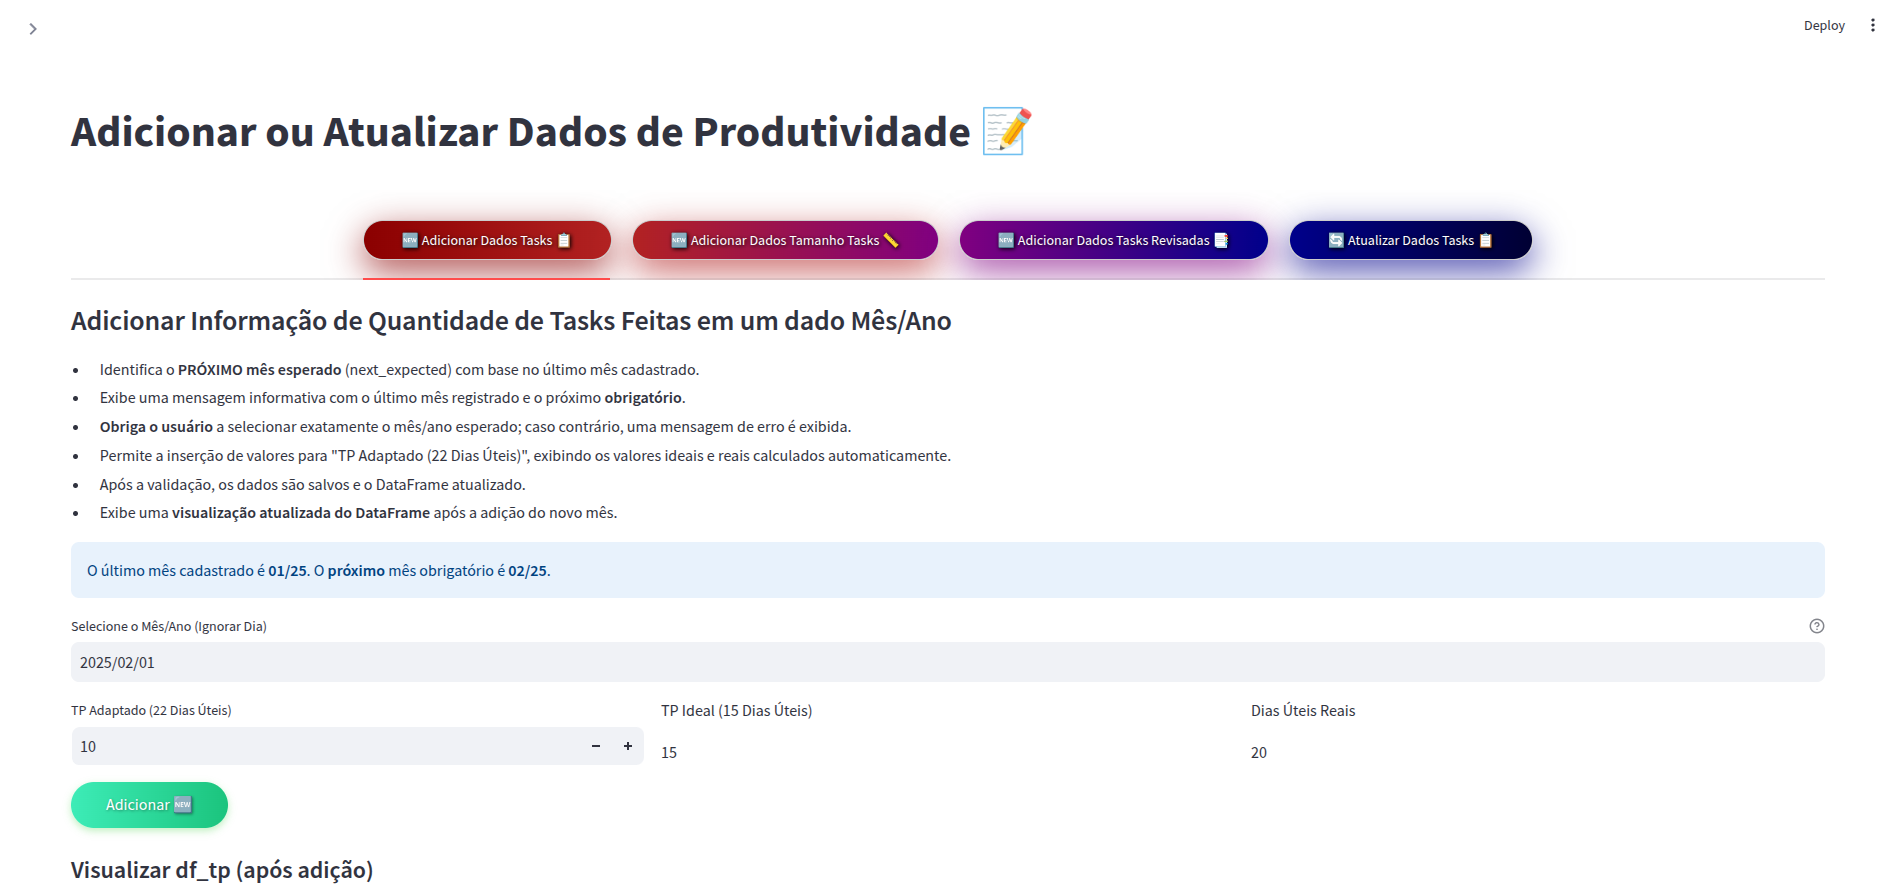 Deploy
Adicionar ou Atualizar Dados de Produtividade 📝
🆕 Adicionar Dados Tasks 📋
🆕 Adicionar Dados Tamanho Tasks 📏
🆕 Adicionar Dados Tasks Revisadas 📑
🔄 Atualizar Dados Tasks 📋
Adicionar Informação de Quantidade de Tasks Feitas em um dado Mês/Ano
• Identifica o PRÓXIMO mês esperado (next_expected) com base no último mês cadastrado.
• Exibe uma mensagem informativa com o último mês registrado e o próximo obrigatório.
• Obriga o usuário a selecionar exatamente o mês/ano esperado; caso contrário, uma mensagem de erro é exibida.
• Permite a inserção de valores para "TP Adaptado (22 Dias Úteis)", exibindo os valores ideais e reais calculados automaticamente.
• Após a validação, os dados são salvos e o DataFrame atualizado.
• Exibe uma visualização atualizada do DataFrame após a adição do novo mês.
O último mês cadastrado é 01/25. O próximo mês obrigatório é 02/25.
Selecione o Mês/Ano (Ignorar Dia)
2025/02/01
TP Adaptado (22 Dias Úteis)
10
TP Ideal (15 Dias Úteis)
15
Dias Úteis Reais
20
Adicionar 🆕
Visualizar df_tp (após adição)